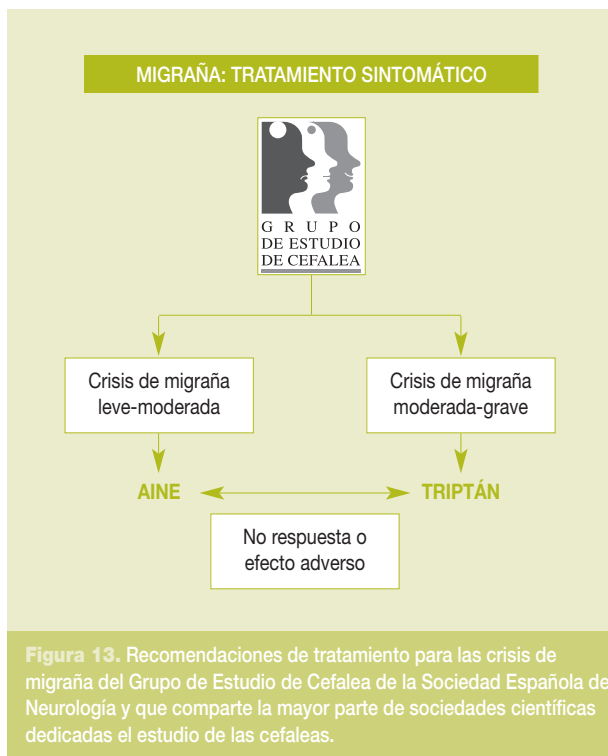 MIGRAÑA: TRATAMIENTO SINTOMÁTICO
GRUPO
DE ESTUDIO
DE CEFALEA
Crisis de migraña
leve-moderada
Crisis de migraña
moderada-grave
AINE
TRIPTÁN
No respuesta o
efecto adverso
Figura 13. Recomendaciones de tratamiento para las crisis de
migraña del Grupo de Estudio de Cefalea de la Sociedad Española de
Neurología y que comparte la mayor parte de sociedades científicas
dedicadas el estudio de las cefaleas.